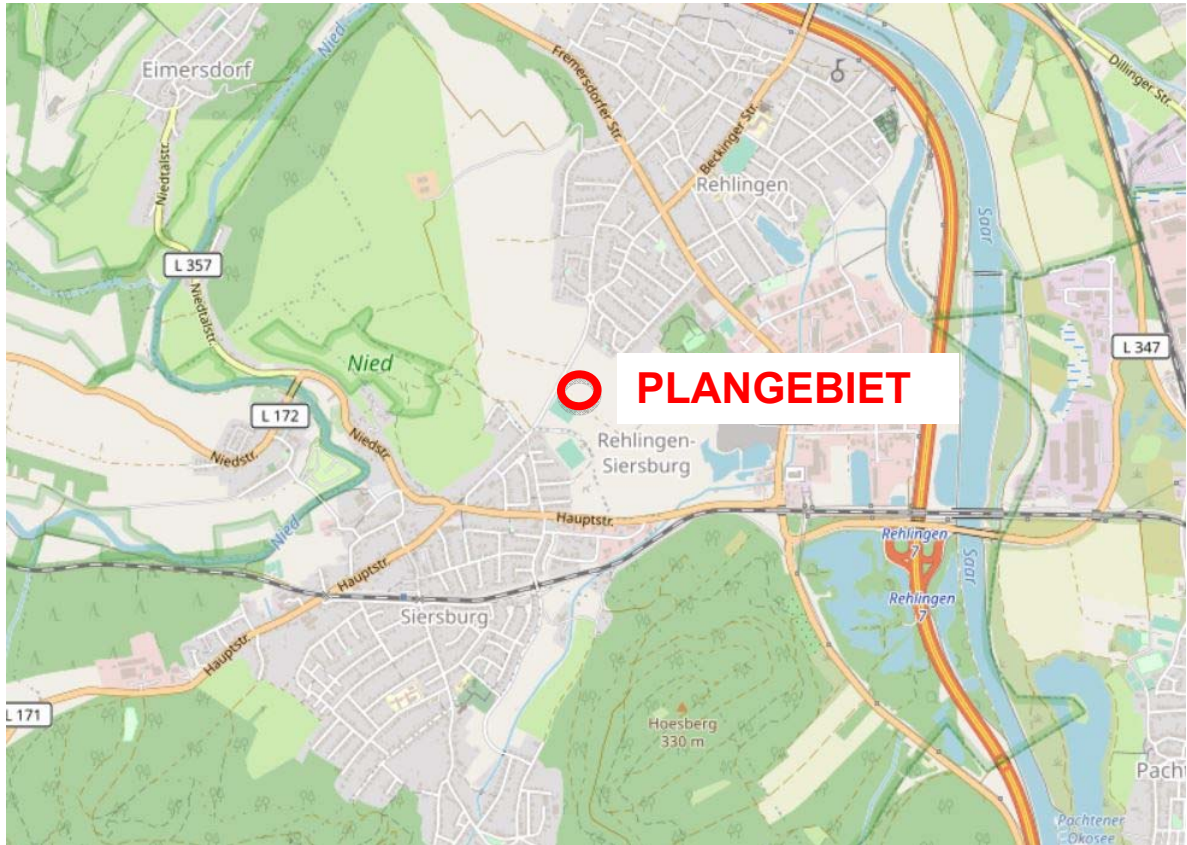 Nied
Eimersdorf
Fremersdorfer Str.
Beckinger Str.
Dillinger Str.
Niedtalstr.
Rehlingen
Saar
L 357
Niedtalstr.
Nied
L 347
PLANGEBIET
L 172
Niedstr.
Niedstr.
Rehlingen-
Siersburg
Hauptstr.
Nied
Rehlingen
7
Saar
Hauptstr.
Rehlingen
7
Siersburg
Hauptstr.
L 171
Hoesberg
330 m
Pacht
Pachtener
Ökosee